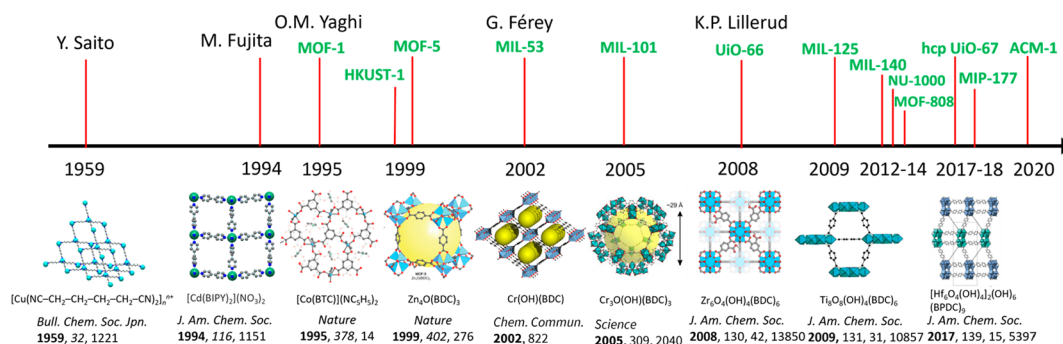 Y. Saito
M. Fujita
O.M. Yaghi
G. Férey
K.P. Lillerud
MOF-1
HKUST-1
MOF-5
MIL-53
MIL-101
UiO-66
MIL-125
MIL-140
NU-1000
MOF-808
hcp UiO-67
MIP-177
ACM-1
1959
1994
1995
1999
2002
2005
2008
2009
2012-14
2017-18
2020
~29 Å
MOF-5
[Cu(NC–CH₂–CH₂–CH₂–CH₂–CN)₂]ₙⁿ⁺
Bull. Chem. Soc. Jpn.
1959, 32, 1221
[Cd(BIPY)₂](NO₃)₂
J. Am. Chem. Soc.
1994, 116, 1151
[Co(BTC)](NC₅H₅)₂
Nature
1995, 378, 14
Zn₄O(BDC)₃
Nature
1999, 402, 276
Cr(OH)(BDC)
Chem. Commun.
2002, 822
Cr₃O(OH)(BDC)₃
Science
2005, 309, 2040
Zr₆O₄(OH)₄(BDC)₆
J. Am. Chem. Soc.
2008, 130, 42, 13850
Ti₈O₈(OH)₄(BDC)₆
J. Am. Chem. Soc.
2009, 131, 31, 10857
[Hf₆O₄(OH)₄]₂(OH)₆
(BPDC)₉
J. Am. Chem. Soc.
2017, 139, 15, 5397